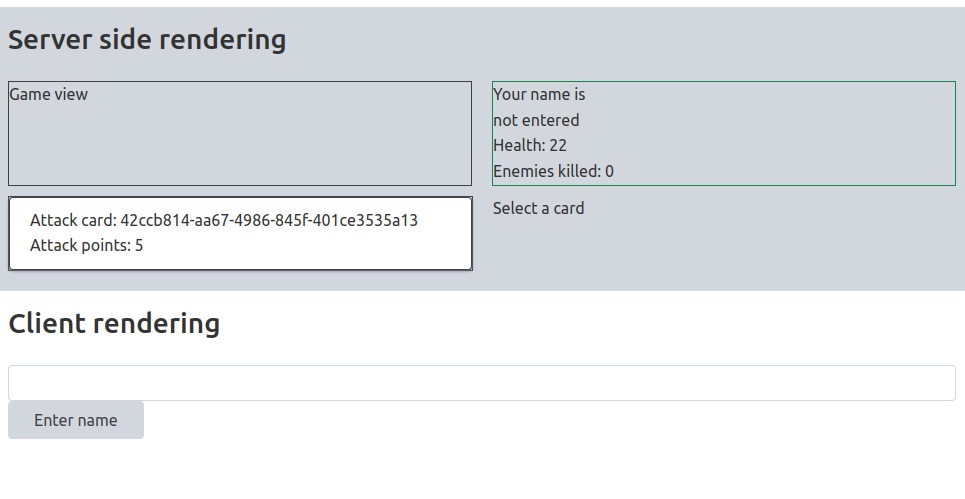 Server side rendering
Game view
Your name is
not entered
Health: 22
Enemies killed: 0
Attack card: 42ccb814-aa67-4986-845f-401ce3535a13
Attack points: 5
Select a card
Client rendering
Enter name